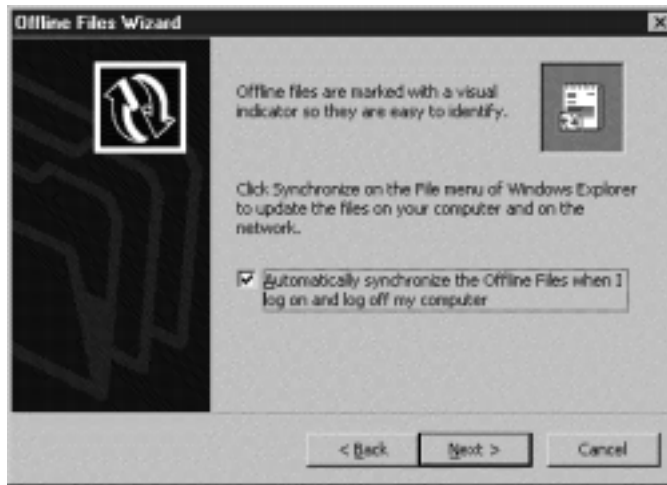 Offline Files Wizard
Offline files are marked with a visual
indicator so they are easy to identify.
Click Synchronize on the File menu of Windows Explorer
to update the files on your computer and on the
network.
Automatically synchronize the Offline Files when I
log on and log off my computer
< Back Next > Cancel